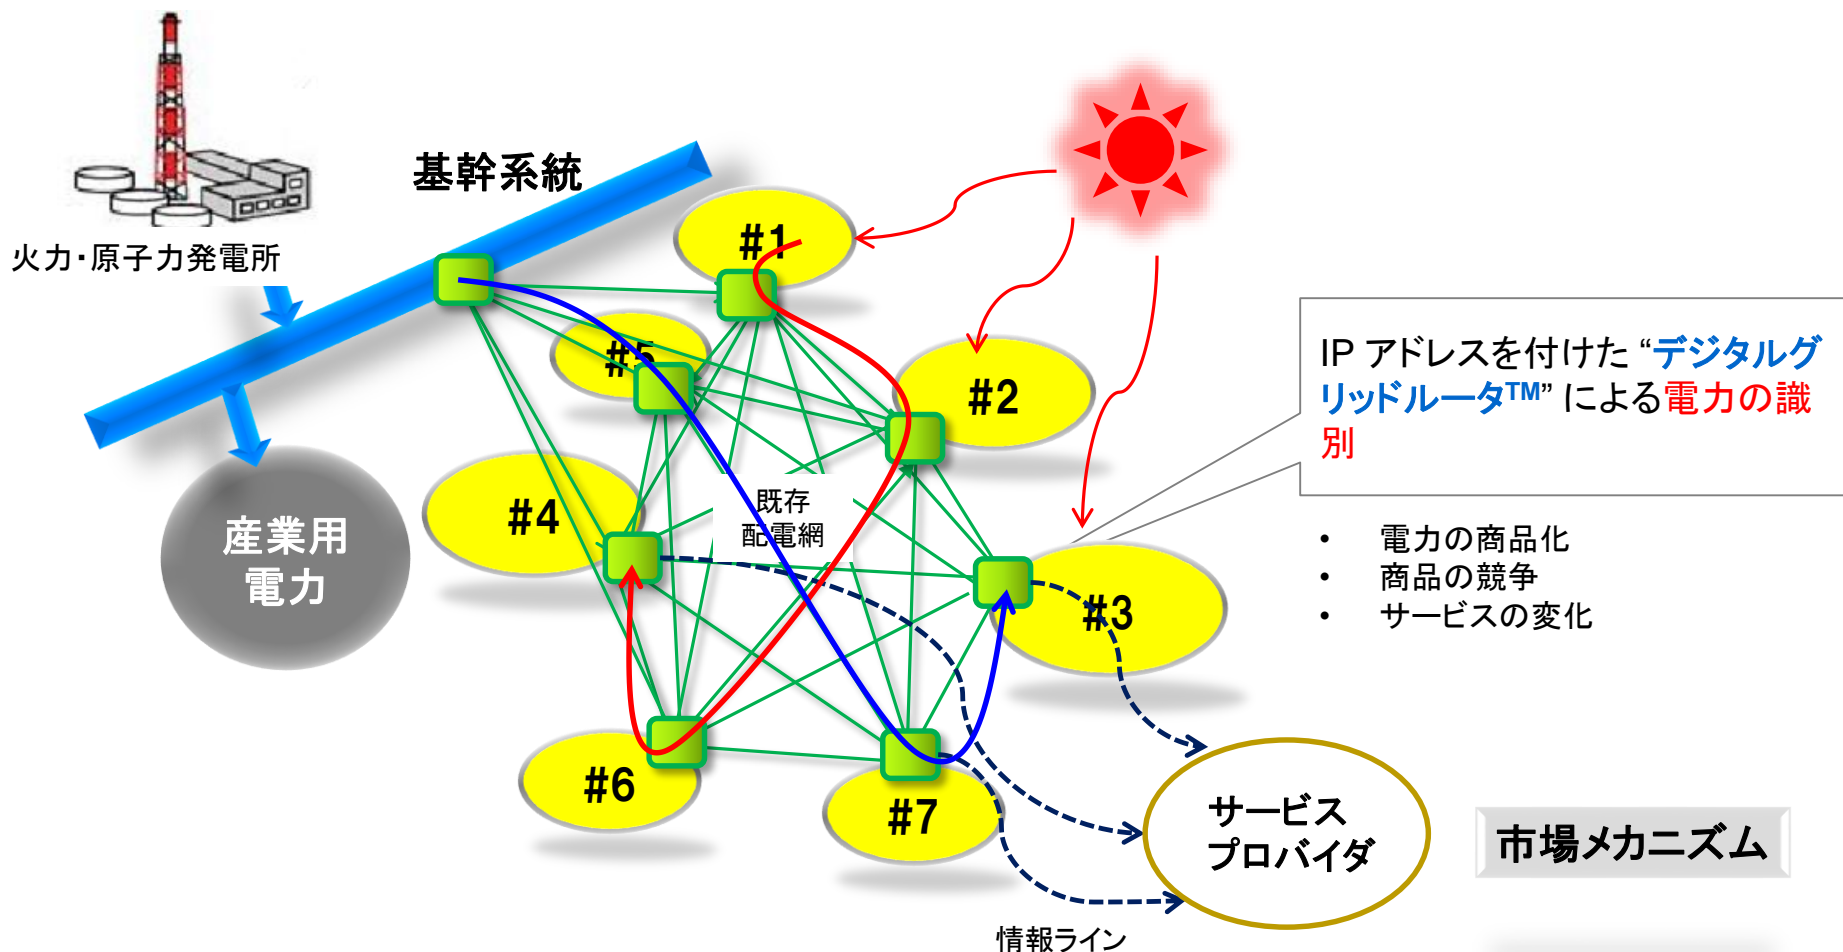 基幹系統
火力・原子力発電所
#1
#5
#2
IP アドレスを付けた “デジタルグ
リッドルータTM” による電力の識
別
#4
既存
配電網
産業用
電力
・ 電力の商品化
・ 商品の競争
・ サービスの変化
#3
#6
#7
サービス
プロバイダ
市場メカニズム
情報ライン